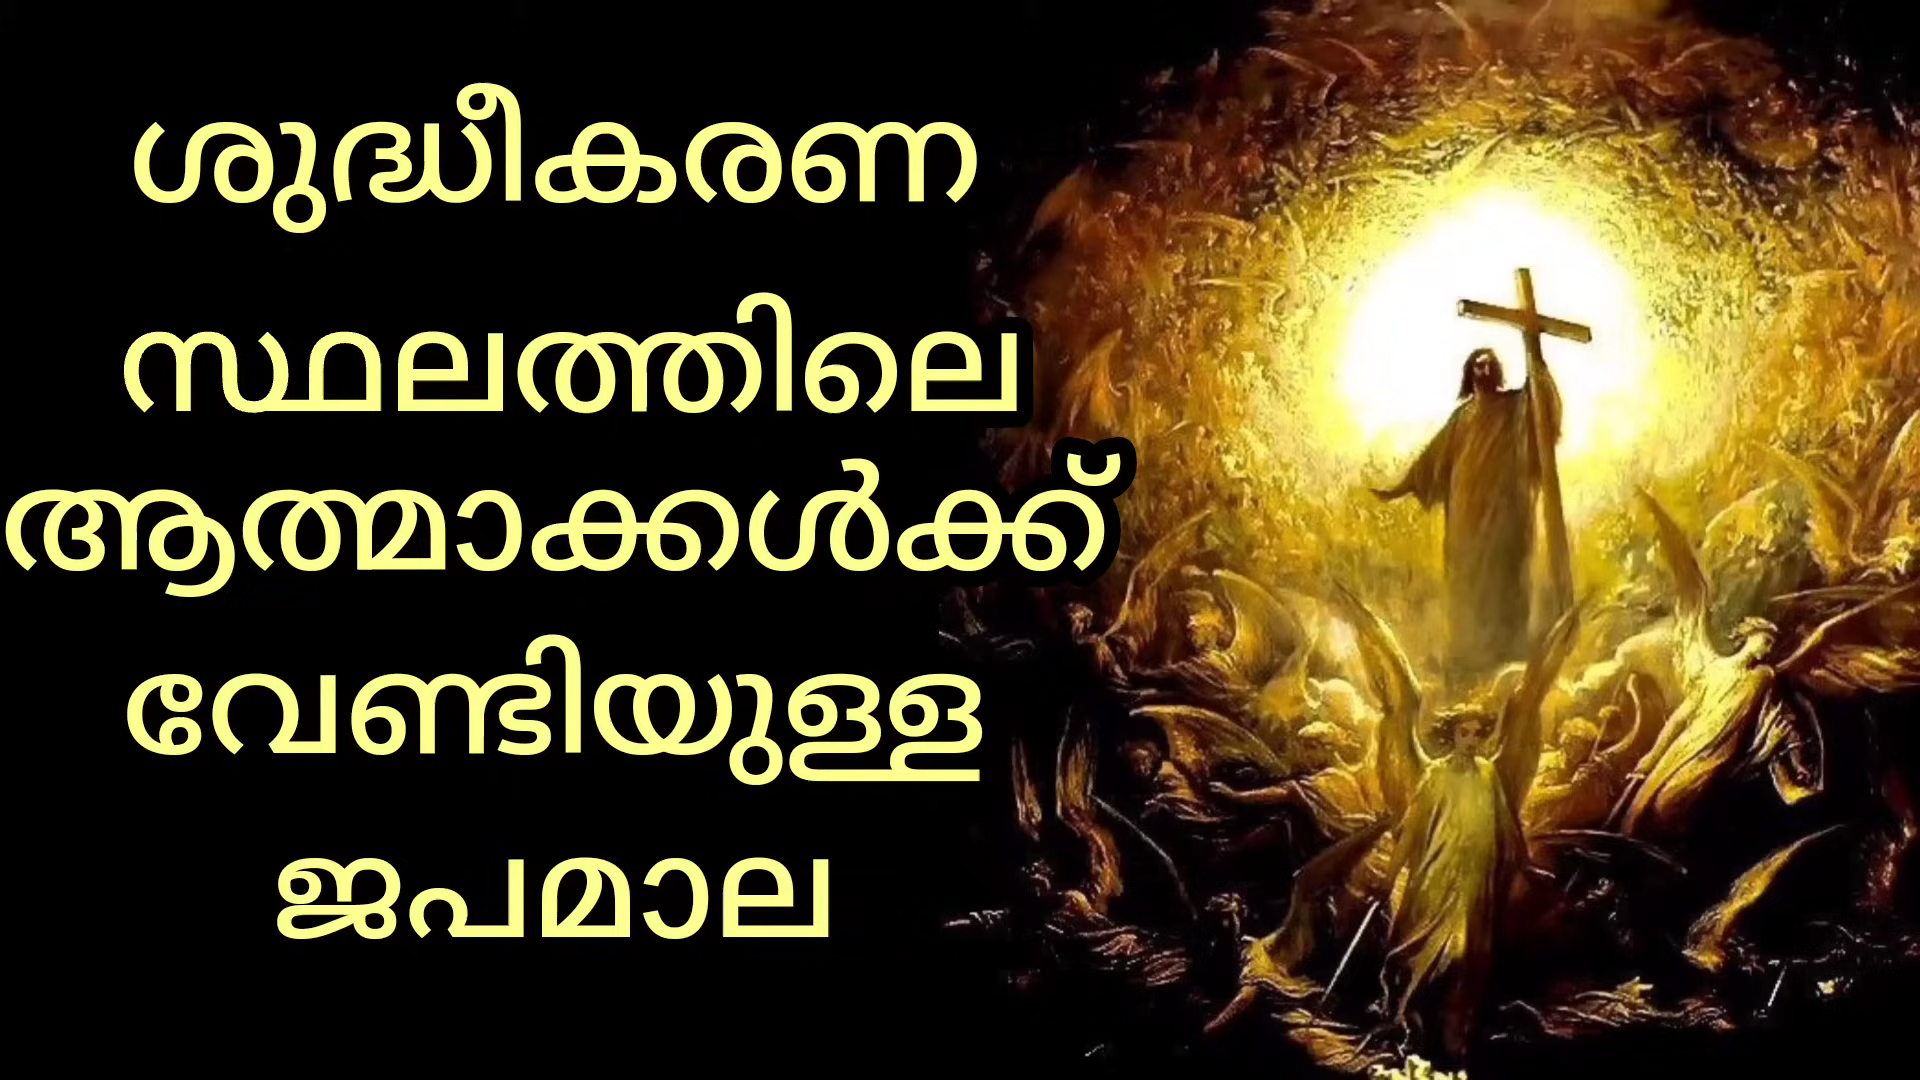 ശുദ്ധീകരണ
സ്ഥലത്തിലെ
ആത്മാക്കൾക്ക്
വേണ്ടിയുള്ള
ജപമാല